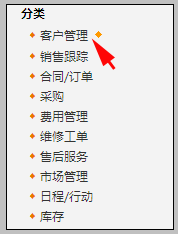 分类
客户管理
销售跟踪
合同/订单
采购
费用管理
维修工单
售后服务
市场管理
日程/行动
库存